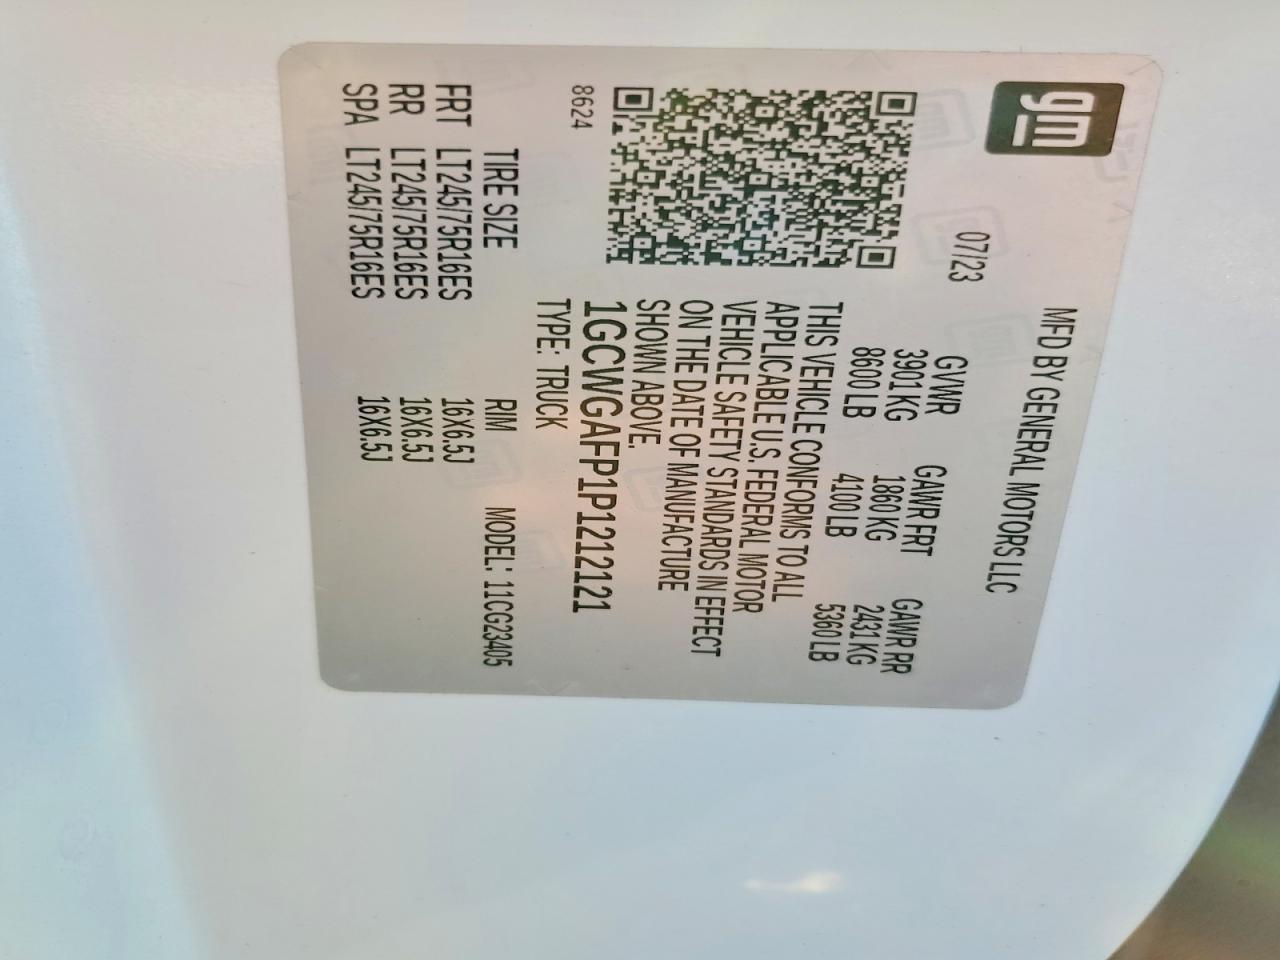 gm
MFD BY GENERAL MOTORS LLC
07/23
GVWR GAWR FRT GAWR RR
3901 KG 1860 KG 2431 KG
8600 LB 4100 LB 5360 LB
THIS VEHICLE CONFORMS TO ALL
APPLICABLE U.S. FEDERAL MOTOR
VEHICLE SAFETY STANDARDS IN EFFECT
ON THE DATE OF MANUFACTURE
SHOWN ABOVE.
8624
1GCWGAFP1P1212121
TYPE: TRUCK
TIRE SIZE RIM MODEL: 11CG23405
FRT LT245/75R16ES 16X6.5J
RR LT245/75R16ES 16X6.5J
SPA LT245/75R16ES 16X6.5J